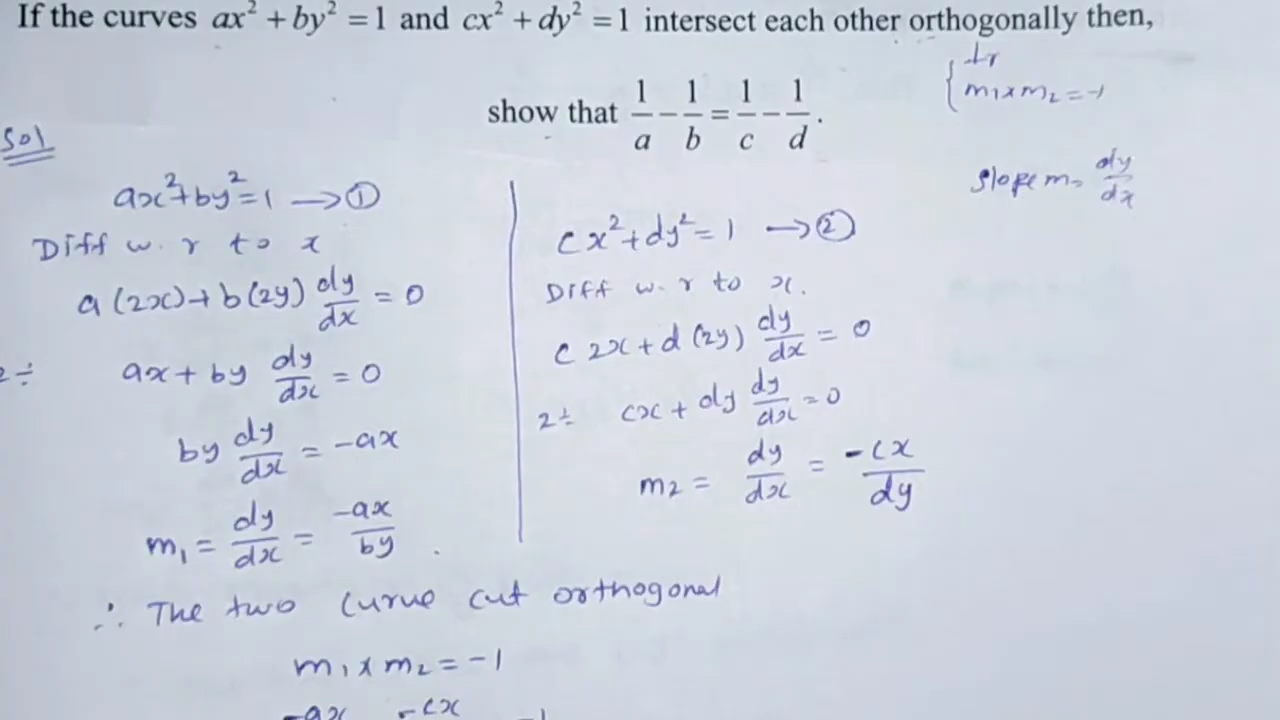 If the curves ax² + by² = 1 and cx² + dy² = 1 intersect each other orthogonally then,
show that 1/a − 1/b = 1/c − 1/d .
{ ⊥r
m₁ × m₂ = -1
slope m = dy/dx
Sol
ax² + by² = 1 → ①
Diff w. r to x
a (2x) + b (2y) dy/dx = 0
2 ÷ ax + by dy/dx = 0
by dy/dx = -ax
m₁ = dy/dx = -ax/by .
cx² + dy² = 1 → ②
Diff w. r to x.
c 2x + d (2y) dy/dx = 0
2 ÷ cx + dy dy/dx = 0
m₂ = dy/dx = -cx/dy
∴ The two curve cut orthogonal
m₁ × m₂ = -1
-ax -cx -1